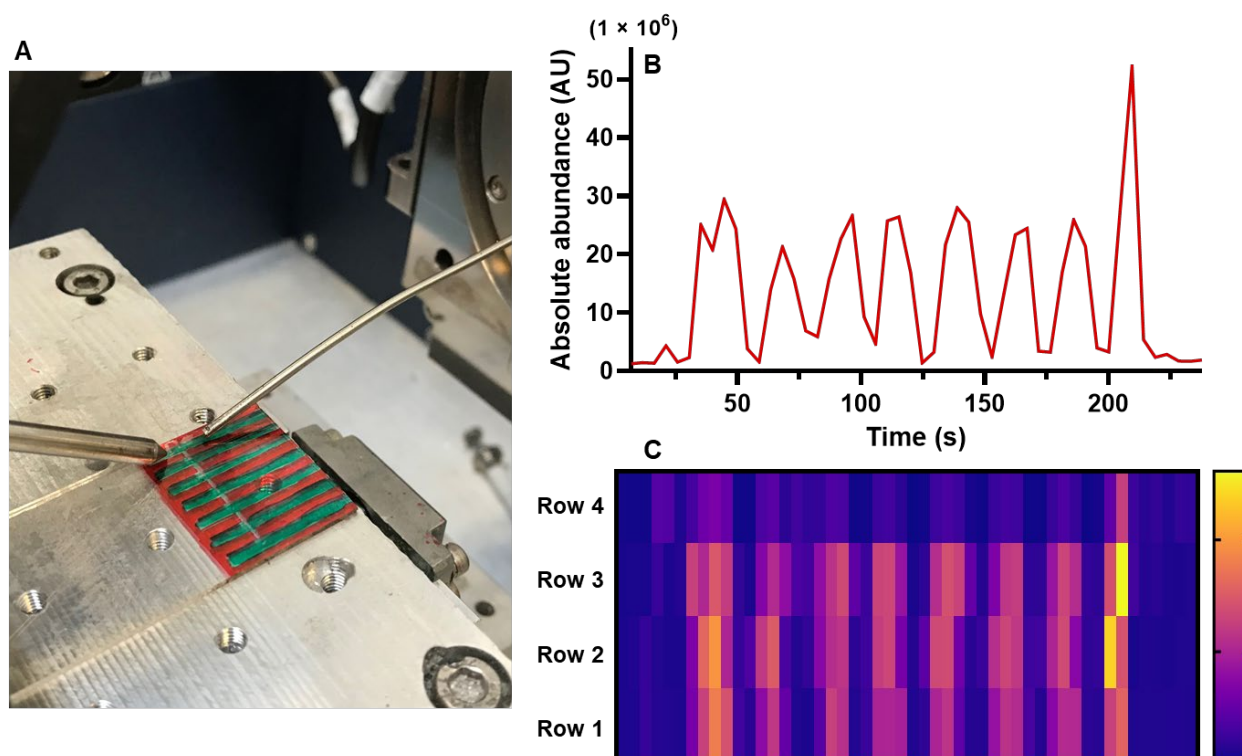 A
(1 × 10⁶)
B
Absolute abundance (AU)
50
40
30
20
10
0
50
100
150
200
Time (s)
C
Row 4
Row 3
Row 2
Row 1